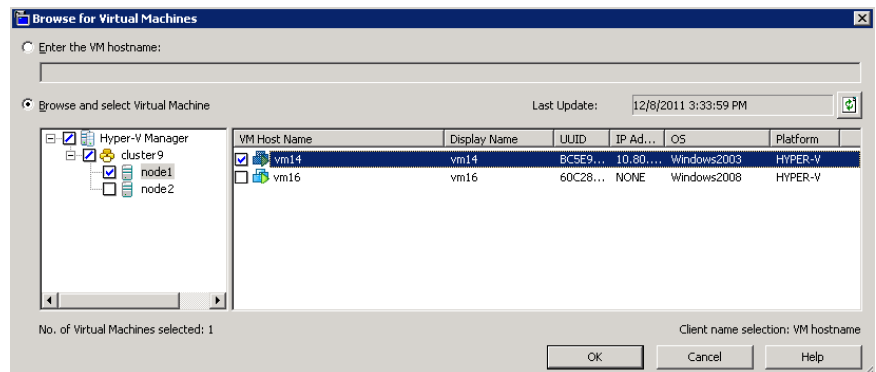 Browse for Virtual Machines
Enter the VM hostname:
Browse and select Virtual Machine
Last Update: 12/8/2011 3:33:59 PM
Hyper-V Manager
cluster9
node1
node2
VM Host Name Display Name UUID IP Ad... OS Platform
vm14 vm14 BC5E9... 10.80.... Windows2003 HYPER-V
vm16 vm16 60C28... NONE Windows2008 HYPER-V
No. of Virtual Machines selected: 1
Client name selection: VM hostname
OK Cancel Help